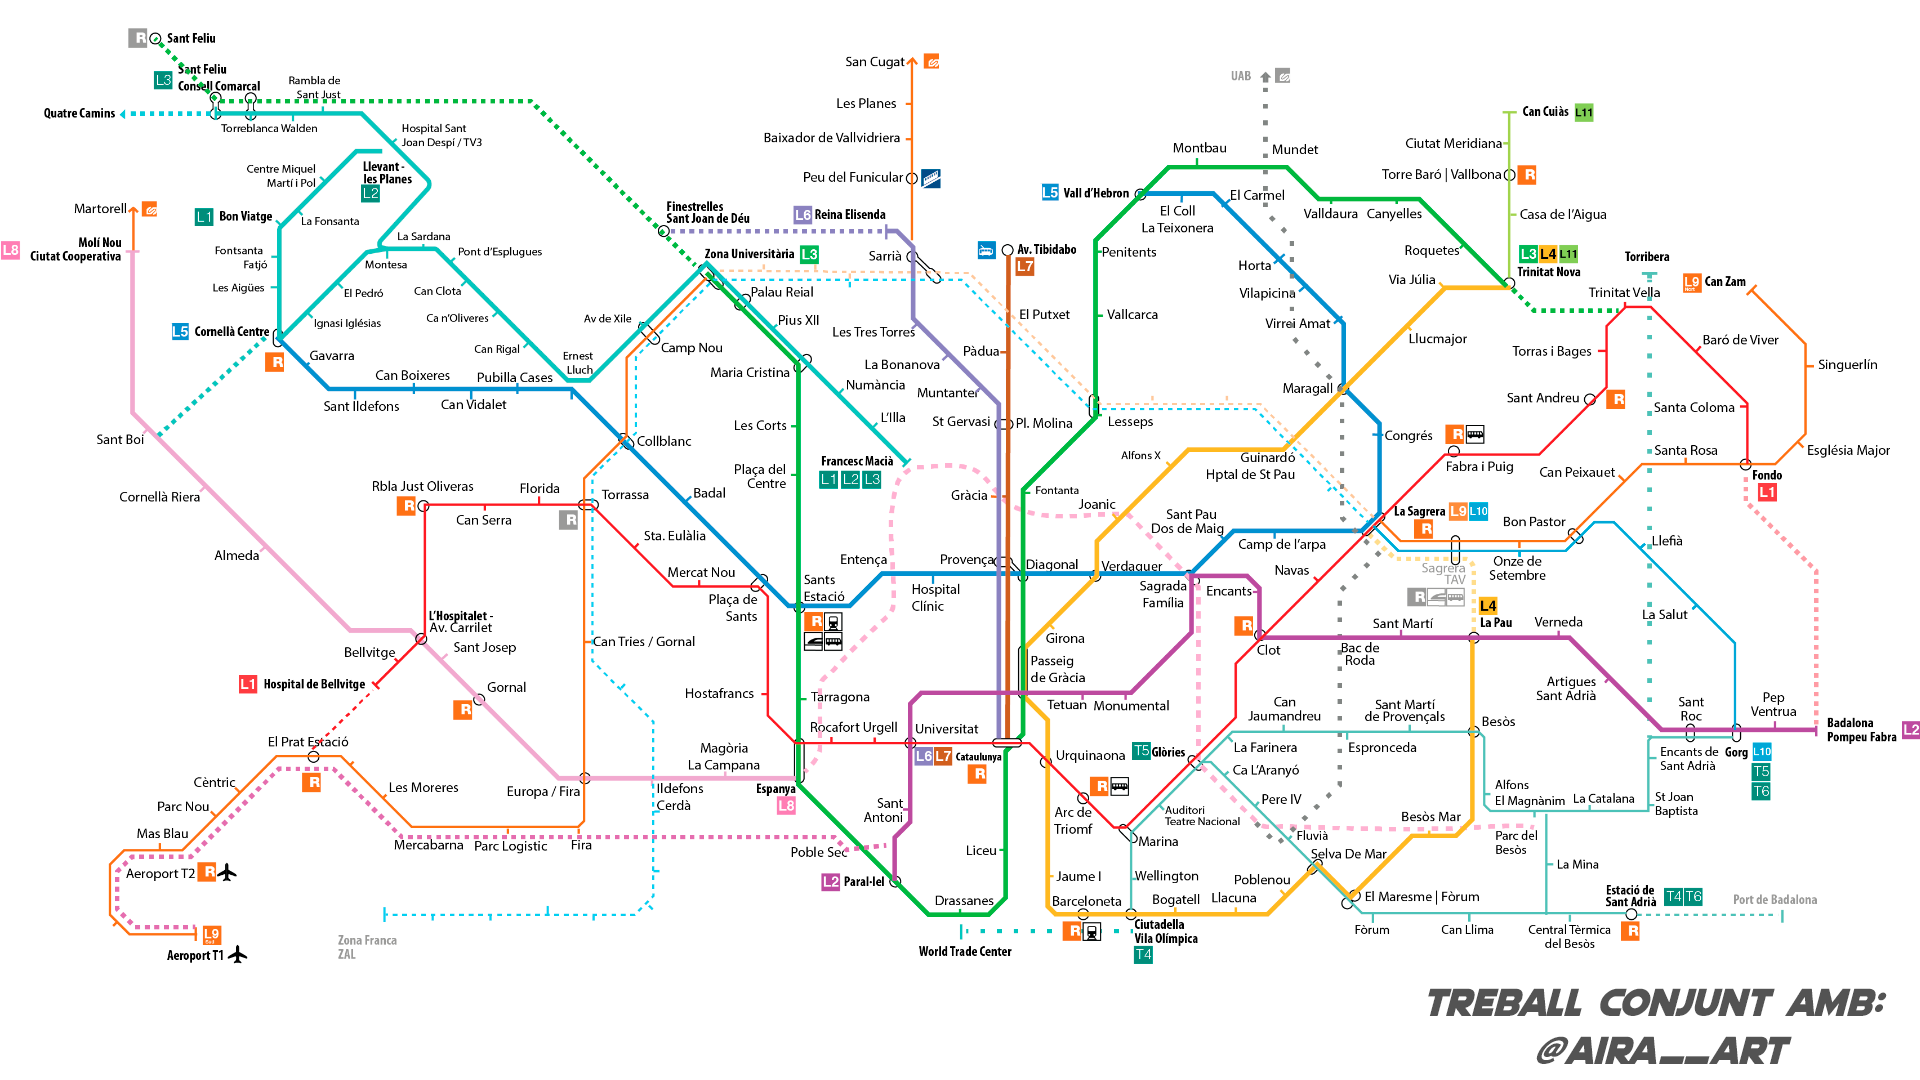 R Sant Feliu
L3 Sant Feliu
Consell Comarcal
Rambla de
Sant Just
Quatre Camins
Torreblanca Walden
Hospital Sant
Joan Despí / TV3
Centre Miquel
Martí i Pol
Llevant -
les Planes
L2
L1 Bon Viatge
La Fonsanta
Martorell
L8 Molí Nou
Ciutat Cooperativa
Fontsanta
Fatjó
Les Aigües
La Sardana
Montesa
Pont d'Esplugues
El Pedró
Can Clota
Ignasi Iglésias
Ca n'Oliveres
Can Rigal
Ernest
Lluch
L5 Cornellà Centre
R
Gavarra
Can Boixeres
Pubilla Cases
Sant Ildefons
Can Vidalet
Sant Boi
Cornellà Riera
Almeda
Rbla Just Oliveras
R
Florida
Can Serra
Torrassa
R
Sta. Eulàlia
Mercat Nou
Plaça de
Sants
L'Hospitalet -
Av. Carrilet
Sant Josep
Bellvitge
L1 Hospital de Bellvitge
Gornal
R
El Prat Estació
R
Cèntric
Parc Nou
Mas Blau
Aeroport T2 R
L9
Sud
Aeroport T1
Les Moreres
Mercabarna
Parc Logistic
Fira
Europa / Fira
Can Tries / Gornal
Ildefons
Cerdà
Magòria
La Campana
Zona Franca
ZAL
Finestrelles
Sant Joan de Déu
Zona Universitària L3
Palau Reial
Pius XII
Av de Xile
Camp Nou
Maria Cristina
Numància
L'Illa
Francesc Macià
L1 L2 L3
Les Corts
Plaça del
Centre
Collblanc
Badal
Sants
Estació
R
Entença
Hospital
Clínic
Hostafrancs
Tarragona
Rocafort Urgell
Espanya
L8
Poble Sec
L2 Paral·lel
Sant
Antoni
Universitat
L6 L7
Cataulunya
R
Liceu
Drassanes
World Trade Center
San Cugat
Les Planes
Baixador de Vallvidriera
Peu del Funicular
L6 Reina Elisenda
Sarrià
Les Tres Torres
La Bonanova
Muntaner
St Gervasi
Pl. Molina
Pàdua
El Putxet
Av. Tibidabo
L7
Gràcia
Fontanta
Provença
Diagonal
Passeig
de Gràcia
Girona
Verdaguer
Joanic
Alfons X
Guinardó
Hptal de St Pau
Lesseps
Vallcarca
Penitents
L5 Vall d'Hebron
Montbau
Mundet
UAB
El Coll
La Teixonera
El Carmel
Horta
Vilapicina
Virrei Amat
Maragall
Congrés
Llucmajor
Via Júlia
Valldaura
Canyelles
Roquetes
Can Cuiàs L11
Ciutat Meridiana
Torre Baró | Vallbona R
Casa de l'Aigua
L3 L4 L11
Trinitat Nova
Torribera
Trinitat Vella
L9
Nord
Can Zam
Torras i Bages
Baró de Viver
Singuerlín
Sant Andreu R
Santa Coloma
R
Fabra i Puig
Santa Rosa
Can Peixauet
Església Major
Fondo
L1
La Sagrera L9 L10
R
Bon Pastor
Onze de
Setembre
Sagrera
TAV
R
Llefià
La Salut
Sant Pau
Dos de Maig
Camp de l'arpa
Navas
Sagrada
Família
Encants
R
Clot
Bac de
Roda
Sant Martí
L4
La Pau
Verneda
Artigues
Sant Adrià
Sant
Roc
Pep
Ventrua
Badalona
Pompeu Fabra
L2
Encants de
Sant Adrià
Gorg L10
T5
T6
Tetuan
Monumental
Urquinaona
R
Arc de
Triomf
Marina
T5 Glòries
Can
Jaumandreu
La Farinera
Ca L'Aranyó
Pere IV
Espronceda
Sant Martí
de Provençals
Besòs
Alfons
El Magnànim
La Catalana
St Joan
Baptista
Parc del
Besòs
La Mina
Auditori
Teatre Nacional
Fluvià
Besòs Mar
Selva De Mar
El Maresme | Fòrum
Poblenou
Llacuna
Bogatell
Wellington
Jaume I
Barceloneta
R
Ciutadella
Vila Olímpica
T4
Fòrum
Can Llima
Central Tèrmica
del Besòs
Estació de
Sant Adrià
T4 T6
R
Port de Badalona
TREBALL CONJUNT AMB:
@AIRA__ART